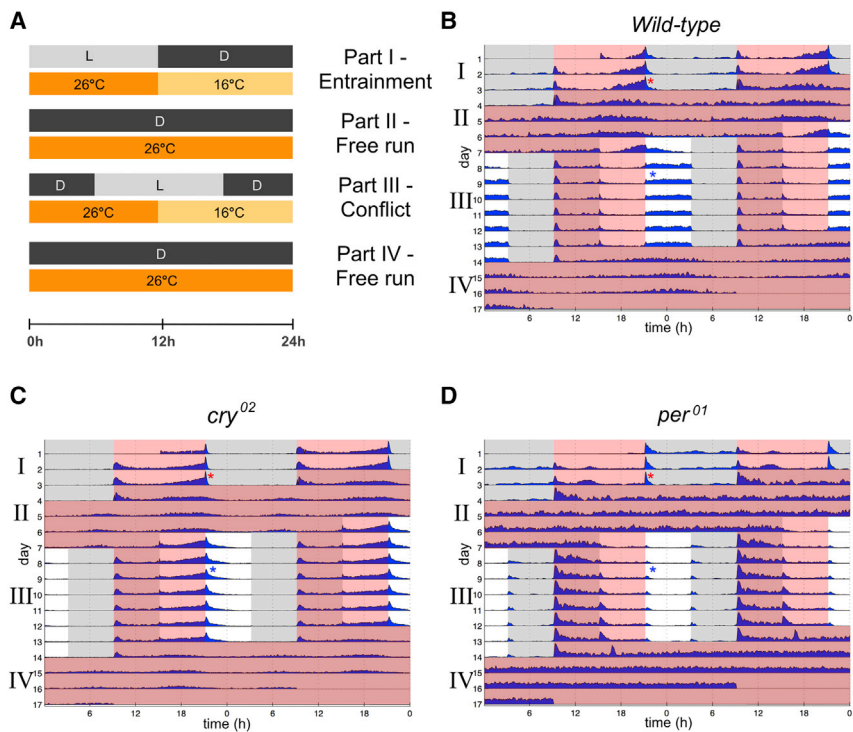 A
L D
26°C 16°C
Part I -
Entrainment
D
26°C
Part II -
Free run
D L D
26°C 16°C
Part III -
Conflict
D
26°C
Part IV -
Free run
0h 12h 24h
B
Wild-type
I
II
III
IV
day
1
2
3
4
5
6
7
8
9
10
11
12
13
14
15
16
17
*
*
6 12 18 0 6 12 18 0
time (h)
C
cry02
I
II
III
IV
day
1
2
3
4
5
6
7
8
9
10
11
12
13
14
15
16
17
*
*
6 12 18 0 6 12 18 0
time (h)
D
per01
I
II
III
IV
day
1
2
3
4
5
6
7
8
9
10
11
12
13
14
15
16
17
*
*
6 12 18 0 6 12 18 0
time (h)